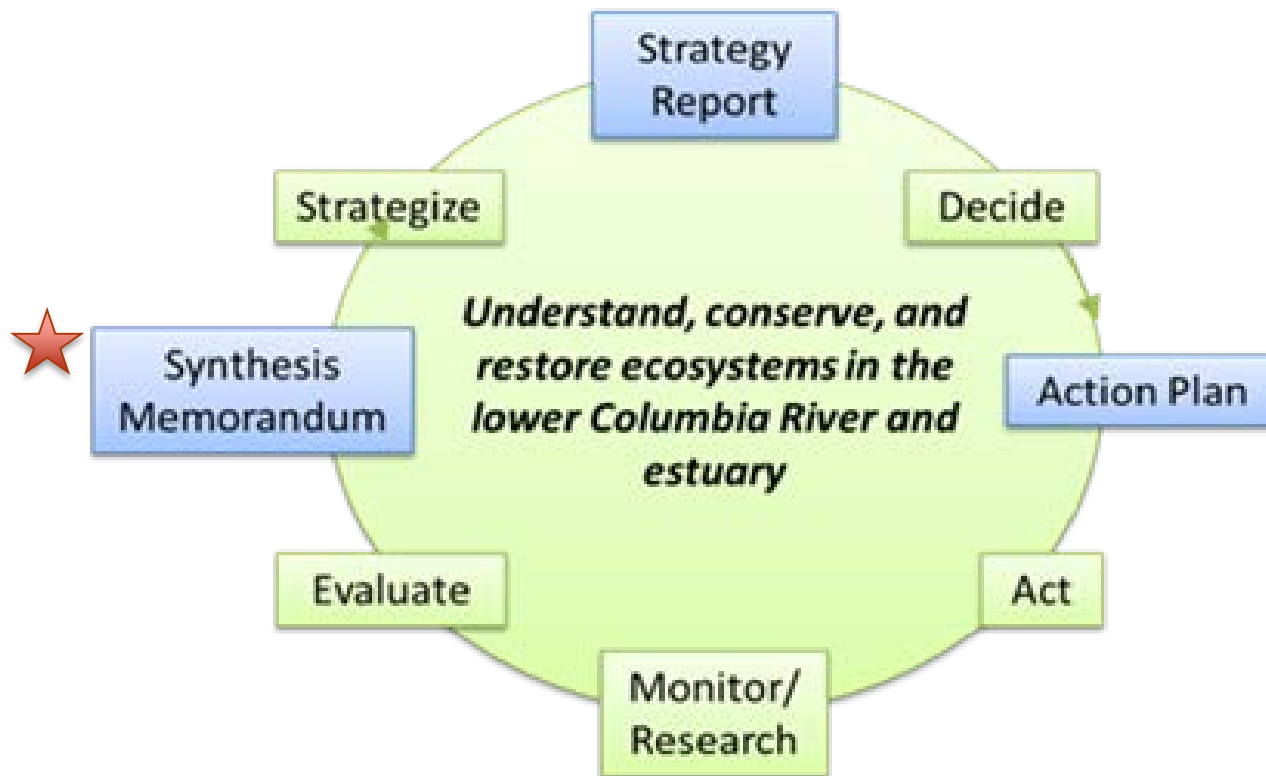 Strategy
Report
Strategize
Decide
Understand, conserve, and
restore ecosystems in the
lower Columbia River and
estuary
Synthesis
Memorandum
Action Plan
Evaluate
Act
Monitor/
Research